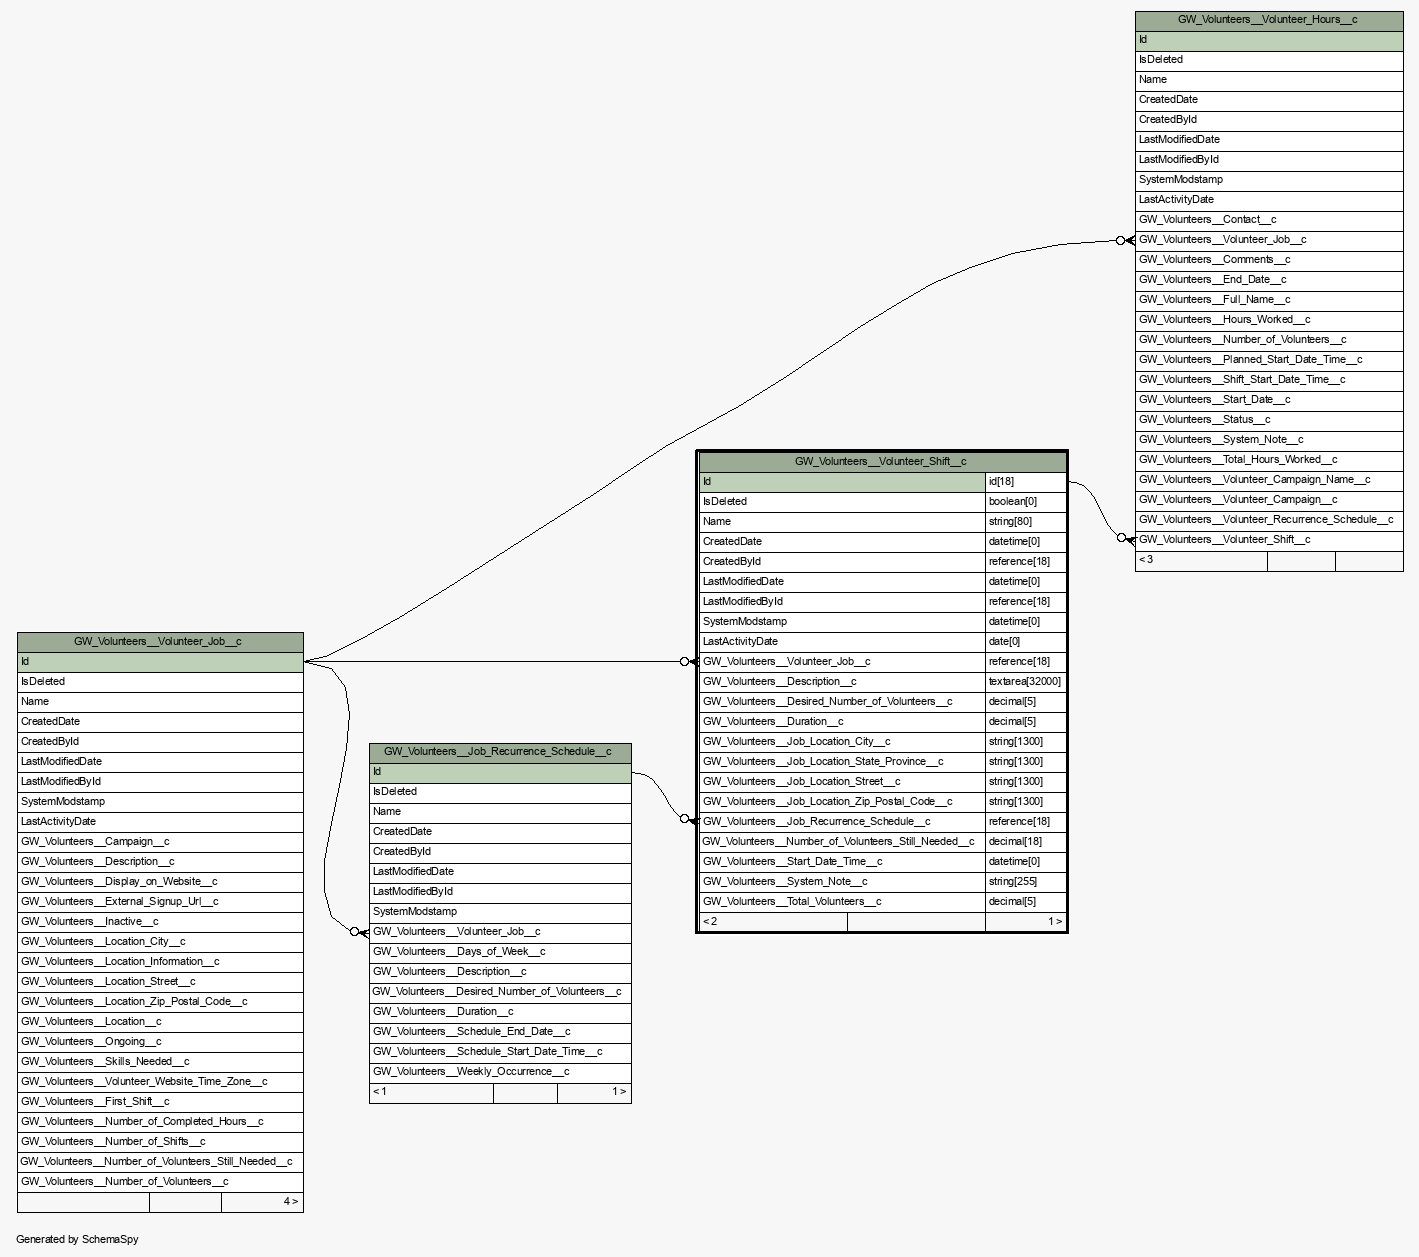 GW_Volunteers__Volunteer_Hours__c
Id
IsDeleted
Name
CreatedDate
CreatedById
LastModifiedDate
LastModifiedById
SystemModstamp
LastActivityDate
GW_Volunteers__Contact__c
GW_Volunteers__Volunteer_Job__c
GW_Volunteers__Comments__c
GW_Volunteers__End_Date__c
GW_Volunteers__Full_Name__c
GW_Volunteers__Hours_Worked__c
GW_Volunteers__Number_of_Volunteers__c
GW_Volunteers__Planned_Start_Date_Time__c
GW_Volunteers__Shift_Start_Date_Time__c
GW_Volunteers__Start_Date__c
GW_Volunteers__Status__c
GW_Volunteers__System_Note__c
GW_Volunteers__Total_Hours_Worked__c
GW_Volunteers__Volunteer_Campaign_Name__c
GW_Volunteers__Volunteer_Campaign__c
GW_Volunteers__Volunteer_Recurrence_Schedule__c
GW_Volunteers__Volunteer_Shift__c
< 3
GW_Volunteers__Volunteer_Shift__c
Id id[18]
IsDeleted boolean[0]
Name string[80]
CreatedDate datetime[0]
CreatedById reference[18]
LastModifiedDate datetime[0]
LastModifiedById reference[18]
SystemModstamp datetime[0]
LastActivityDate date[0]
GW_Volunteers__Volunteer_Job__c reference[18]
GW_Volunteers__Description__c textarea[32000]
GW_Volunteers__Desired_Number_of_Volunteers__c decimal[5]
GW_Volunteers__Duration__c decimal[5]
GW_Volunteers__Job_Location_City__c string[1300]
GW_Volunteers__Job_Location_State_Province__c string[1300]
GW_Volunteers__Job_Location_Street__c string[1300]
GW_Volunteers__Job_Location_Zip_Postal_Code__c string[1300]
GW_Volunteers__Job_Recurrence_Schedule__c reference[18]
GW_Volunteers__Number_of_Volunteers_Still_Needed__c decimal[18]
GW_Volunteers__Start_Date_Time__c datetime[0]
GW_Volunteers__System_Note__c string[255]
GW_Volunteers__Total_Volunteers__c decimal[5]
< 2 1 >
GW_Volunteers__Volunteer_Job__c
Id
IsDeleted
Name
CreatedDate
CreatedById
LastModifiedDate
LastModifiedById
SystemModstamp
LastActivityDate
GW_Volunteers__Campaign__c
GW_Volunteers__Description__c
GW_Volunteers__Display_on_Website__c
GW_Volunteers__External_Signup_Url__c
GW_Volunteers__Inactive__c
GW_Volunteers__Location_City__c
GW_Volunteers__Location_Information__c
GW_Volunteers__Location_Street__c
GW_Volunteers__Location_Zip_Postal_Code__c
GW_Volunteers__Location__c
GW_Volunteers__Ongoing__c
GW_Volunteers__Skills_Needed__c
GW_Volunteers__Volunteer_Website_Time_Zone__c
GW_Volunteers__First_Shift__c
GW_Volunteers__Number_of_Completed_Hours__c
GW_Volunteers__Number_of_Shifts__c
GW_Volunteers__Number_of_Volunteers_Still_Needed__c
GW_Volunteers__Number_of_Volunteers__c
4 >
GW_Volunteers__Job_Recurrence_Schedule__c
Id
IsDeleted
Name
CreatedDate
CreatedById
LastModifiedDate
LastModifiedById
SystemModstamp
GW_Volunteers__Volunteer_Job__c
GW_Volunteers__Days_of_Week__c
GW_Volunteers__Description__c
GW_Volunteers__Desired_Number_of_Volunteers__c
GW_Volunteers__Duration__c
GW_Volunteers__Schedule_End_Date__c
GW_Volunteers__Schedule_Start_Date_Time__c
GW_Volunteers__Weekly_Occurrence__c
< 1 1 >
Generated by SchemaSpy